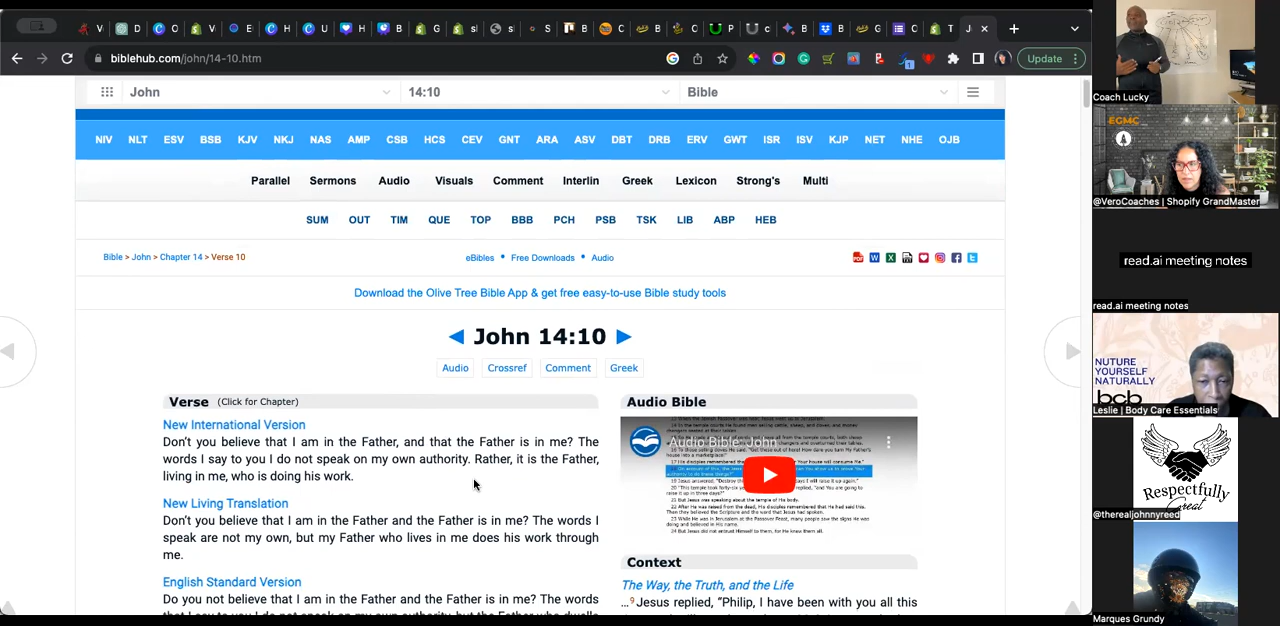 V
D
O
V
E
H
U
H
B
G
sl
si
S
B
C
B
C
P
c
B
B
G
C
T
J
biblehub.com/john/14-10.htm
Update
John
14:10
Bible
NIV NLT ESV BSB KJV NKJ NAS AMP CSB HCS CEV GNT ARA ASV DBT DRB ERV GWT ISR ISV KJP NET NHE OJB
Parallel Sermons Audio Visuals Comment Interlin Greek Lexicon Strong's Multi
SUM OUT TIM QUE TOP BBB PCH PSB TSK LIB ABP HEB
Bible > John > Chapter 14 > Verse 10
eBibles • Free Downloads • Audio
Download the Olive Tree Bible App & get free easy-to-use Bible study tools
John 14:10
Audio Crossref Comment Greek
Verse (Click for Chapter)
New International Version
Don't you believe that I am in the Father, and that the Father is in me? The
words I say to you I do not speak on my own authority. Rather, it is the Father,
living in me, who is doing his work.
New Living Translation
Don't you believe that I am in the Father and the Father is in me? The words I
speak are not my own, but my Father who lives in me does his work through
me.
English Standard Version
Do you not believe that I am in the Father and the Father is in me? The words
Audio Bible
Audio Bible: John
Context
The Way, the Truth, and the Life
…9Jesus replied, “Philip, I have been with you all this
Coach Lucky
EGMC
@VeroCoaches | Shopify GrandMaster
read.ai meeting notes
read.ai meeting notes
NUTURE
YOURSELF
NATURALLY
bcb
Leslie | Body Care Essentials
Respectfully
Great
@therealjohnnyreed
Marques Grundy